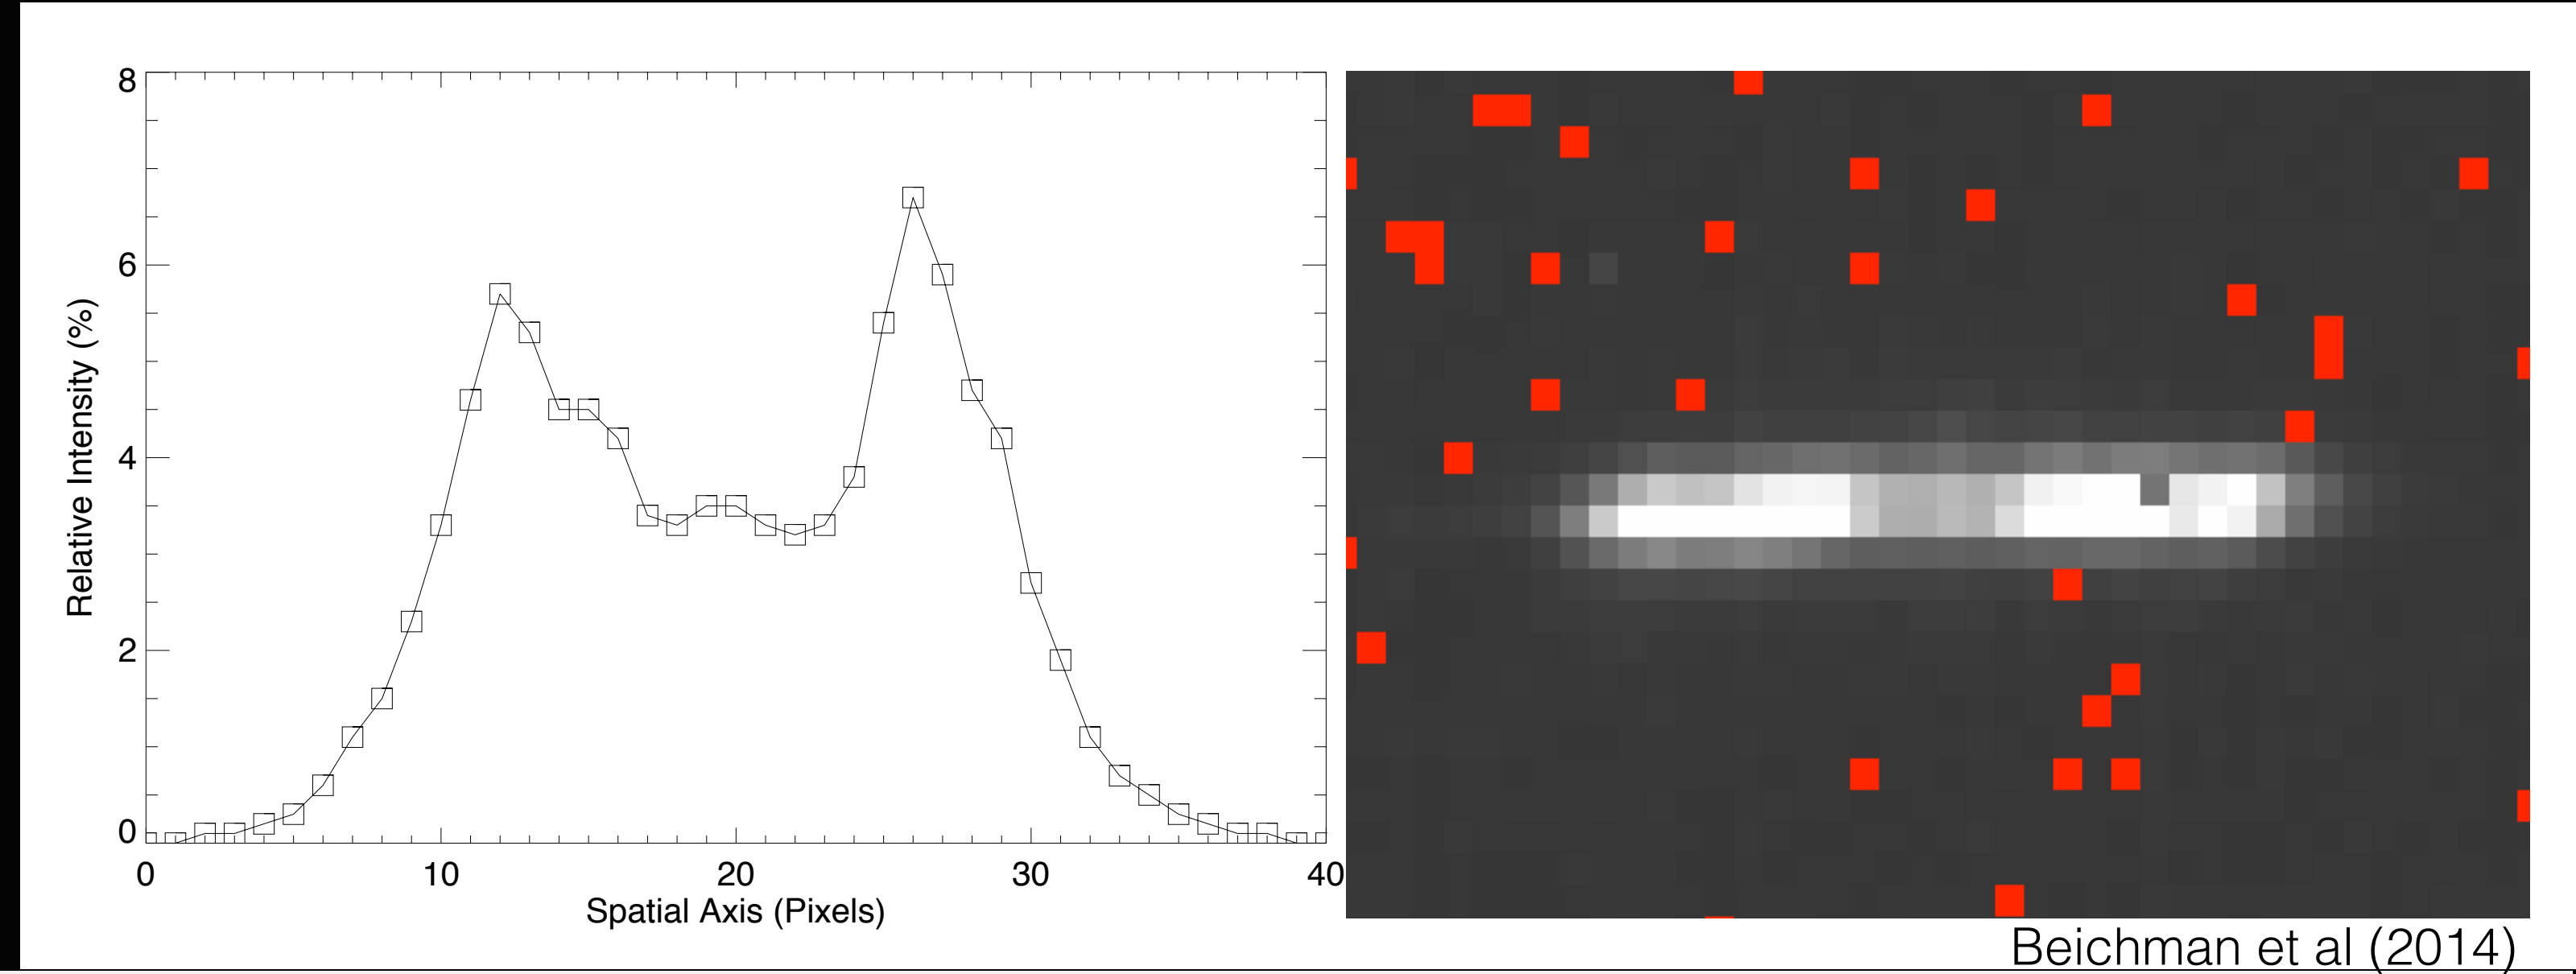 8
6
4
2
0
Relative Intensity (%)
0 10 20 30 40
Spatial Axis (Pixels)
Beichman et al (2014)